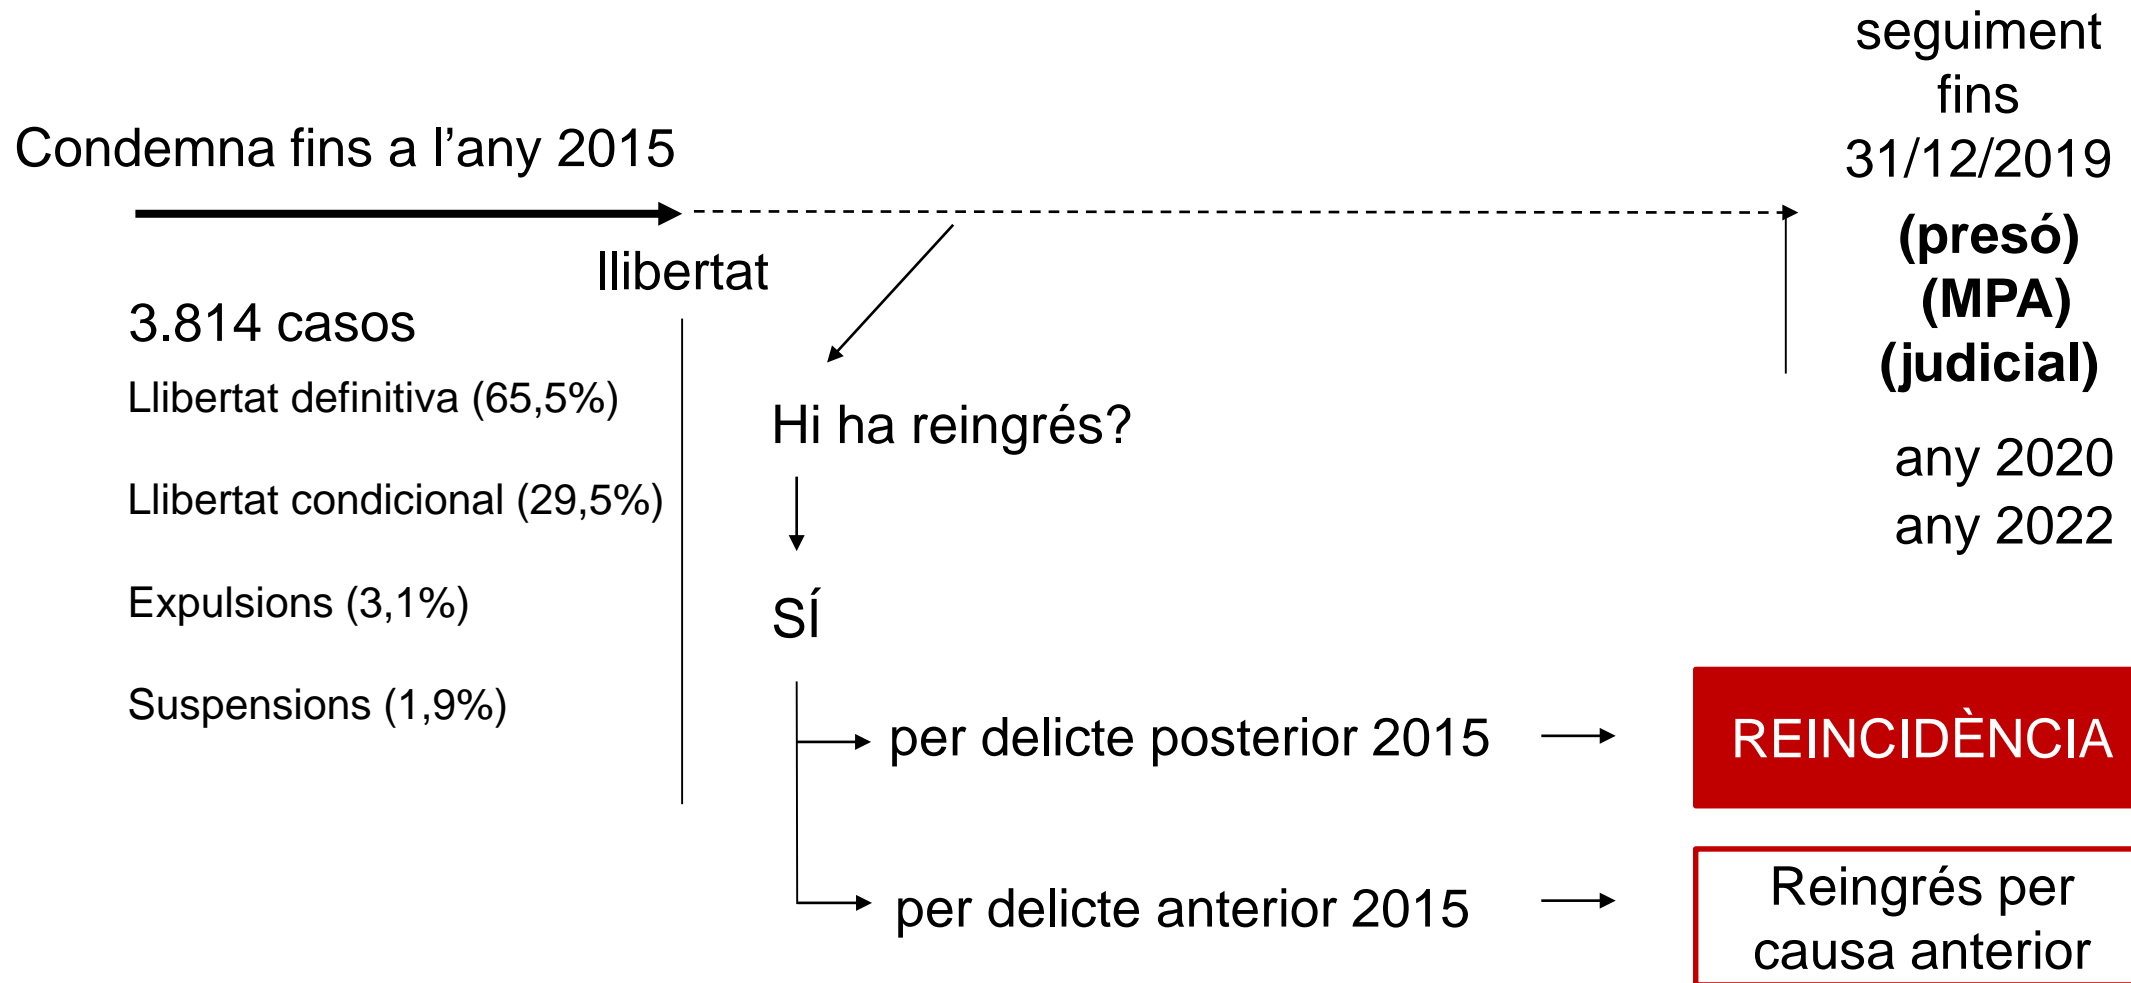 Condemna fins a l’any 2015
llibertat
3.814 casos
Llibertat definitiva (65,5%)
Llibertat condicional (29,5%)
Expulsions (3,1%)
Suspensions (1,9%)
Hi ha reingrés?
SÍ
per delicte posterior 2015
per delicte anterior 2015
seguiment
fins
31/12/2019
(presó)
(MPA)
(judicial)
any 2020
any 2022
REINCIDÈNCIA
Reingrés per
causa anterior